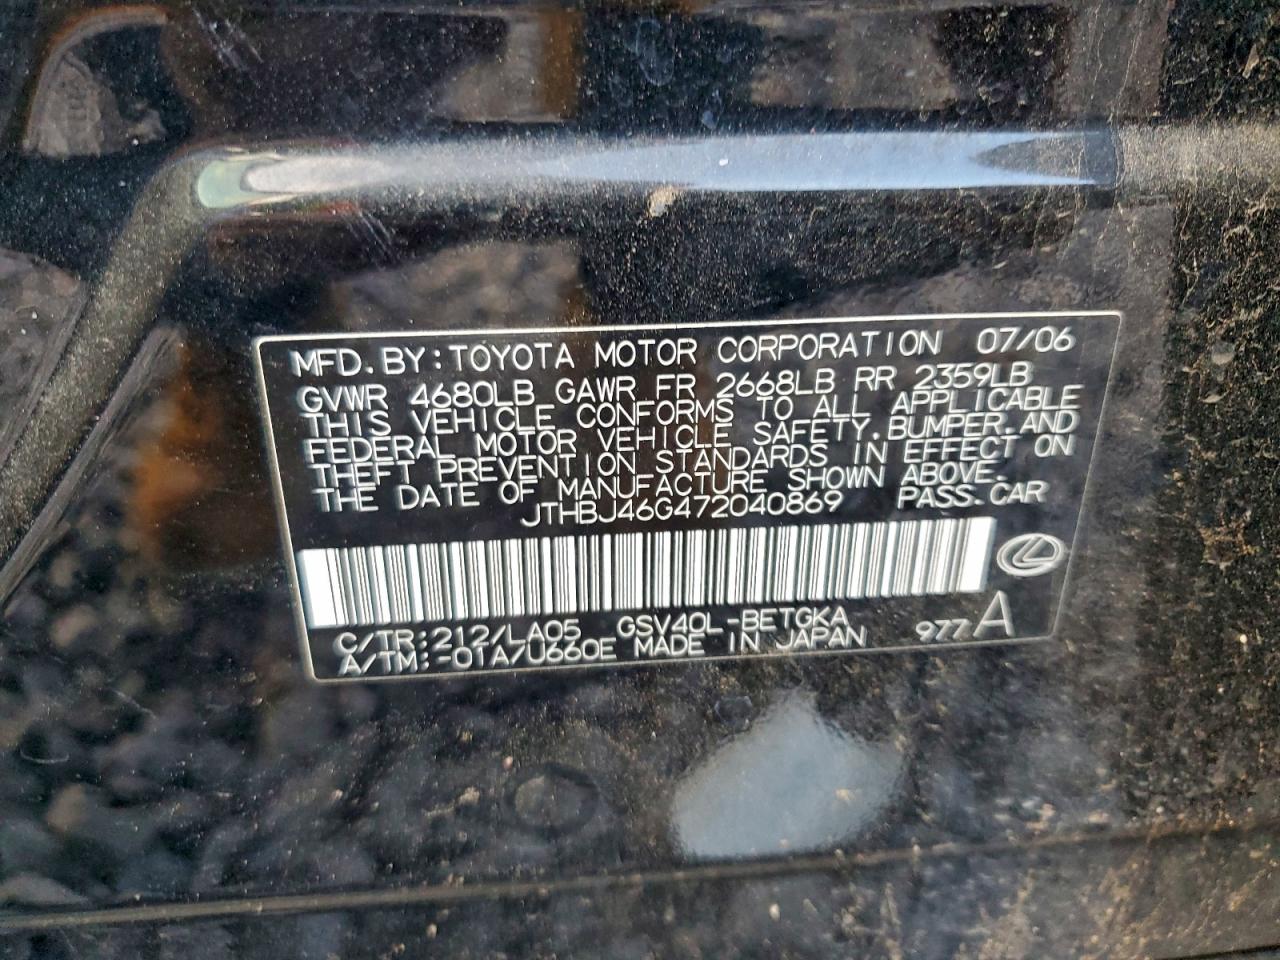 MFD. BY: TOYOTA MOTOR CORPORATION 07/06
GVWR 4680LB GAWR FR 2668LB RR 2359LB
THIS VEHICLE CONFORMS TO ALL APPLICABLE
FEDERAL MOTOR VEHICLE SAFETY, BUMPER, AND
THEFT PREVENTION STANDARDS IN EFFECT ON
THE DATE OF MANUFACTURE SHOWN ABOVE.
JTHBJ46G472040869 PASS. CAR
C/TR: 212/LA05 GSV40L-BETGKA
A/TM: -01A/U660E MADE IN JAPAN 977A